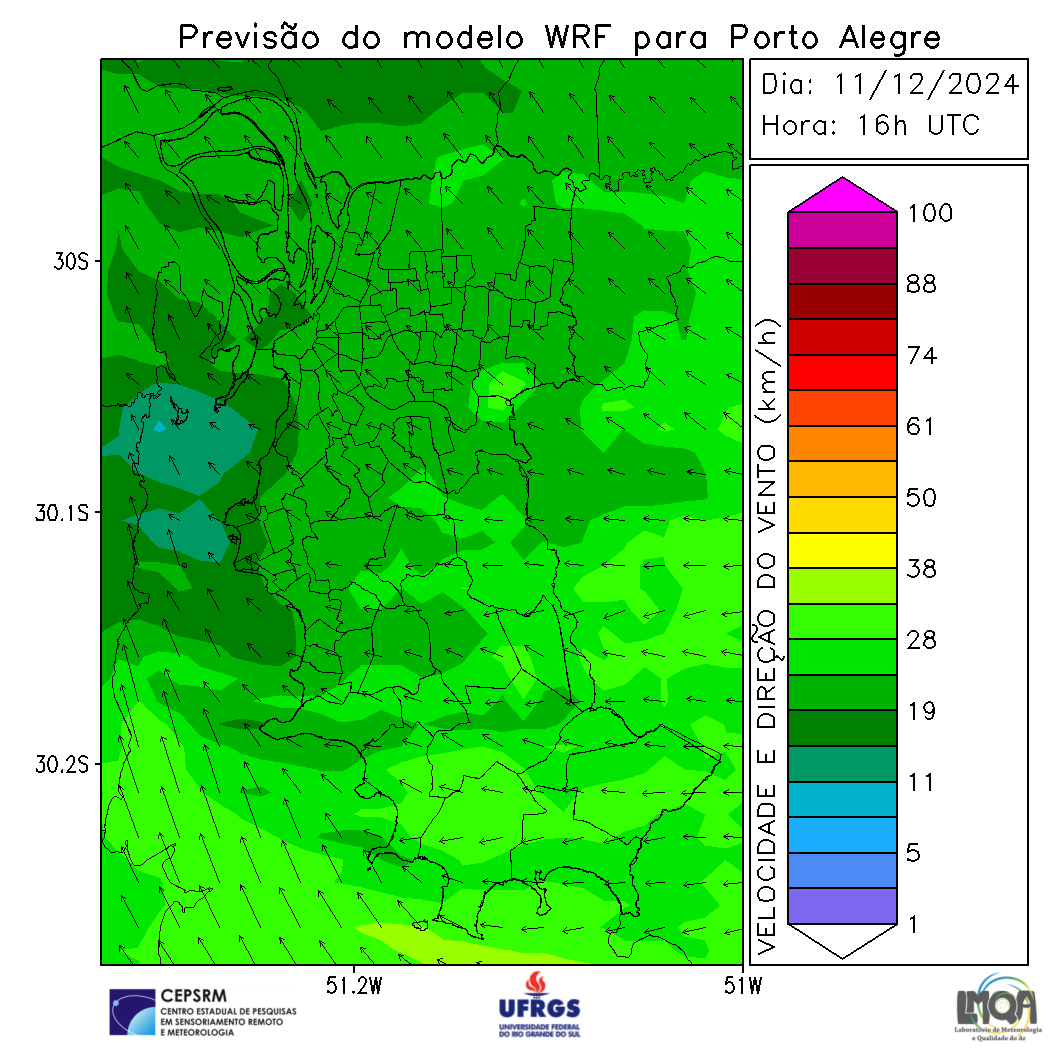 Previsão do modelo WRF para Porto Alegre
Dia: 11/12/2024
Hora: 16h UTC
30S
30.1S
30.2S
51.2W
51W
VELOCIDADE E DIREÇÃO DO VENTO (km/h)
100
88
74
61
50
38
28
19
11
5
1
CEPSRM
CENTRO ESTADUAL DE PESQUISAS
EM SENSORIAMENTO REMOTO
E METEOROLOGIA
UFRGS
UNIVERSIDADE FEDERAL
DO RIO GRANDE DO SUL
LMQA
Laboratório de Meteorologia
e Qualidade do Ar